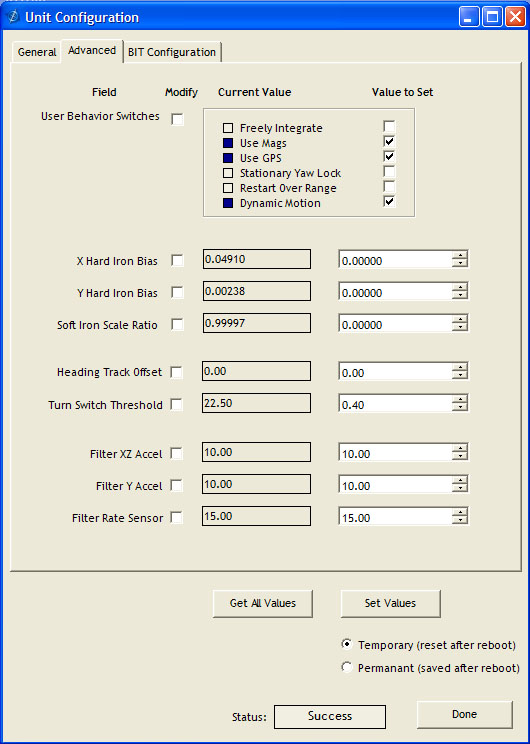 Unit Configuration
General Advanced BIT Configuration
Field Modify Current Value Value to Set
User Behavior Switches
Freely Integrate
Use Mags
Use GPS
Stationary Yaw Lock
Restart Over Range
Dynamic Motion
X Hard Iron Bias 0.04910 0.00000
Y Hard Iron Bias 0.00238 0.00000
Soft Iron Scale Ratio 0.99997 0.00000
Heading Track Offset 0.00 0.00
Turn Switch Threshold 22.50 0.40
Filter XZ Accel 10.00 10.00
Filter Y Accel 10.00 10.00
Filter Rate Sensor 15.00 15.00
Get All Values Set Values
Temporary (reset after reboot)
Permanant (saved after reboot)
Status: Success Done